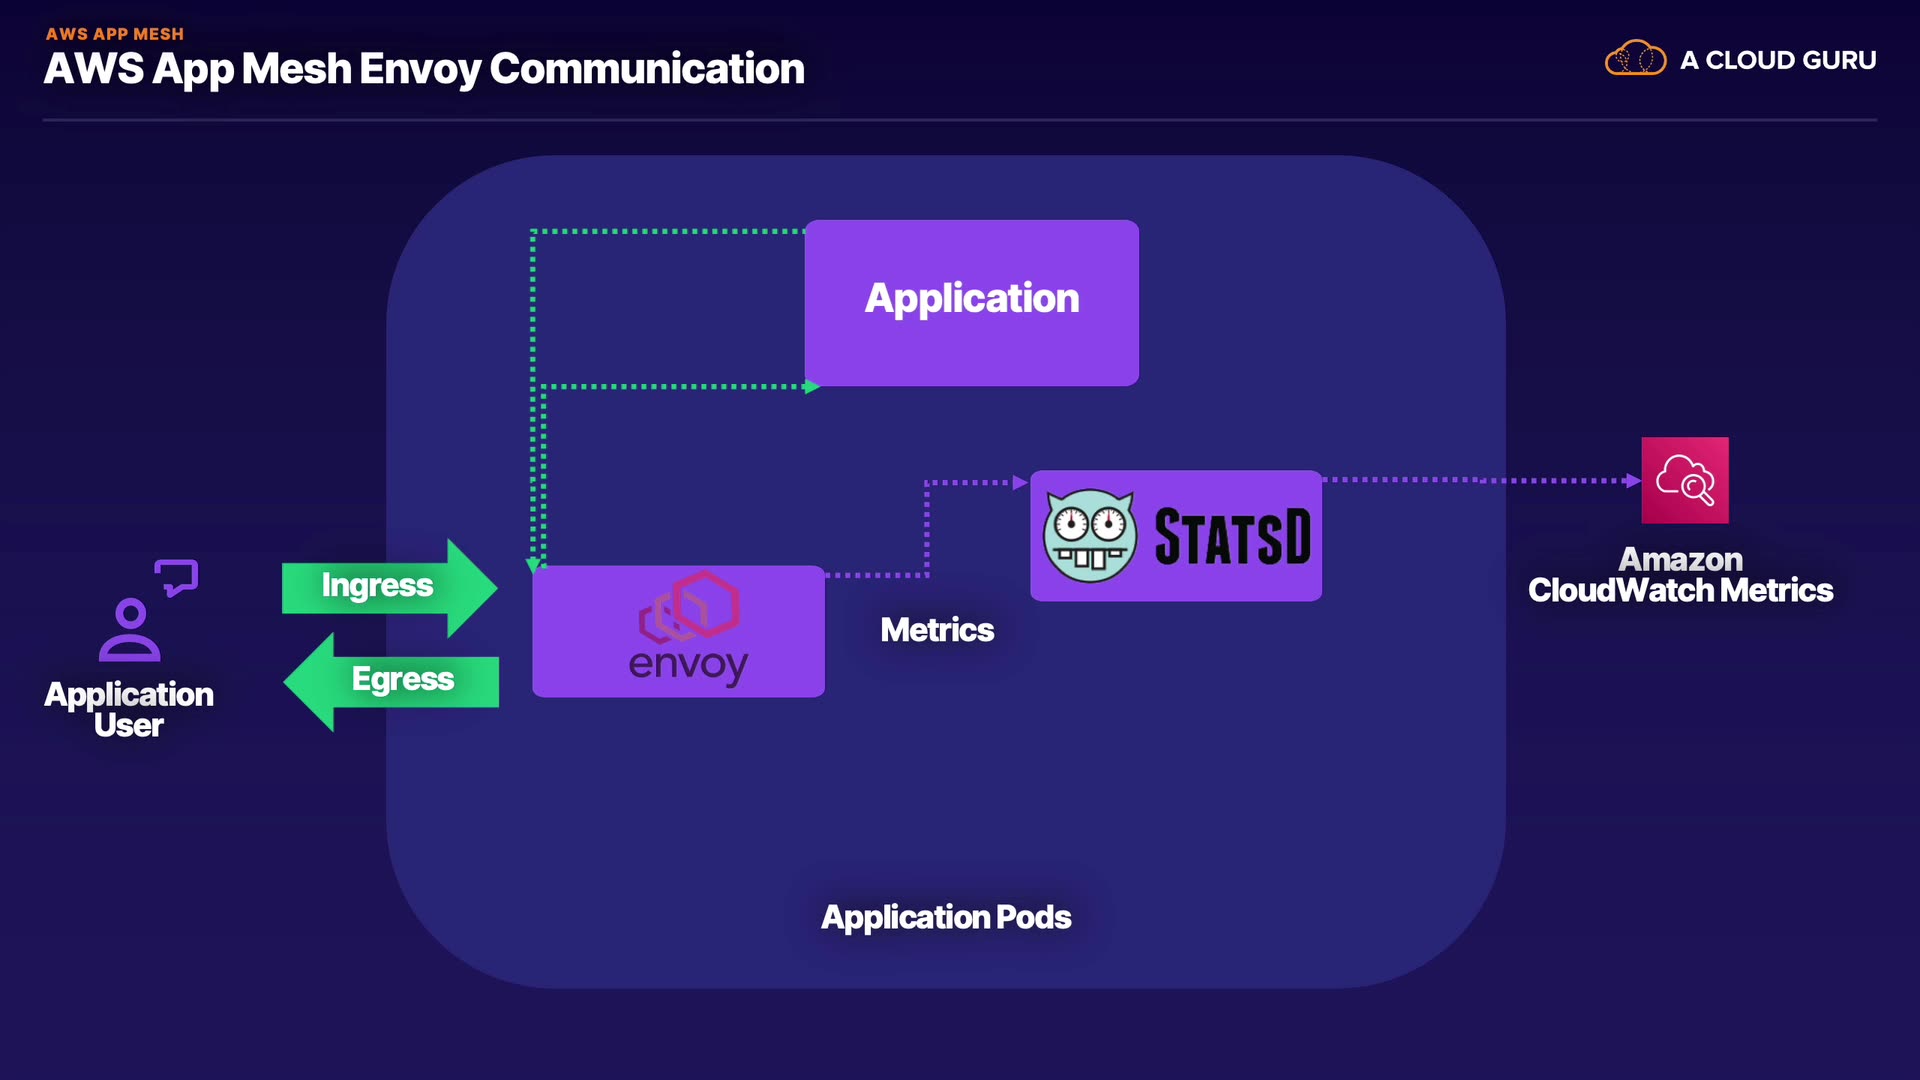 AWS APP MESH
AWS App Mesh Envoy Communication
A CLOUD GURU
Application
STATSD
Amazon
CloudWatch Metrics
Ingress
Egress
envoy
Metrics
Application
User
Application Pods